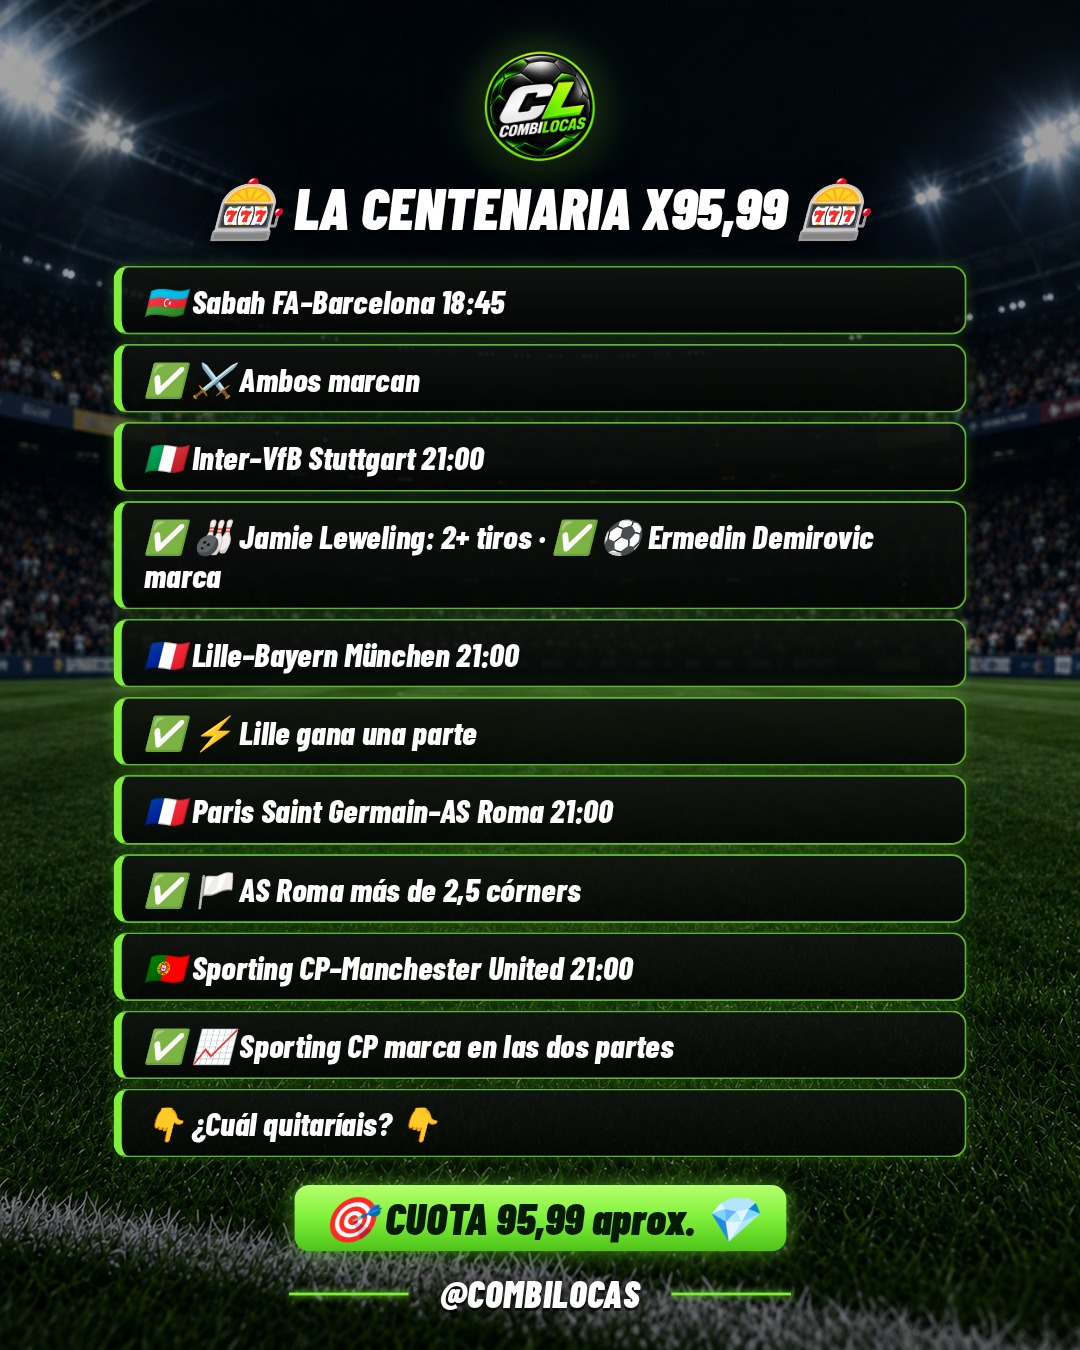 CL
COMBILOCAS
🎰 LA CENTENARIA X95,99 🎰
🇦🇿 Sabah FA-Barcelona 18:45
✅ ⚔️ Ambos marcan
🇮🇹 Inter-VfB Stuttgart 21:00
✅ 🎳 Jamie Leweling: 2+ tiros · ✅ ⚽ Ermedin Demirovic
marca
🇫🇷 Lille-Bayern München 21:00
✅ ⚡ Lille gana una parte
🇫🇷 Paris Saint Germain-AS Roma 21:00
✅ 🏳️ AS Roma más de 2,5 córners
🇵🇹 Sporting CP-Manchester United 21:00
✅ 📈 Sporting CP marca en las dos partes
👇 ¿Cuál quitaríais? 👇
🎯 CUOTA 95,99 aprox. 💎
@COMBILOCAS